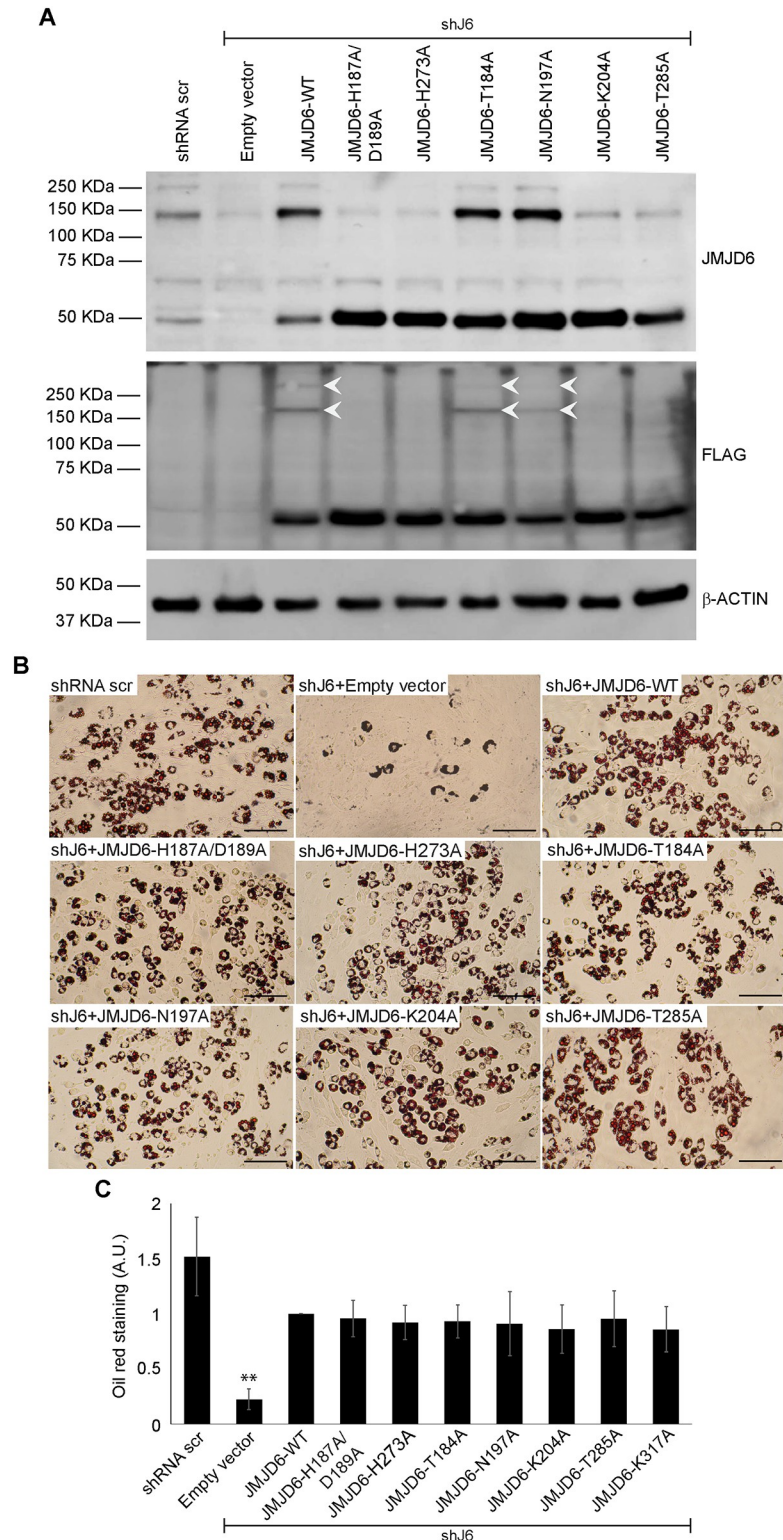 A
shJ6
shRNA scr
Empty vector
JMJD6-WT
JMJD6-H187A/
D189A
JMJD6-H273A
JMJD6-T184A
JMJD6-N197A
JMJD6-K204A
JMJD6-T285A
250 KDa
150 KDa
100 KDa
75 KDa
50 KDa
JMJD6
250 KDa
150 KDa
100 KDa
75 KDa
50 KDa
FLAG
50 KDa
37 KDa
β-ACTIN
B
shRNA scr
shJ6+Empty vector
shJ6+JMJD6-WT
shJ6+JMJD6-H187A/D189A
shJ6+JMJD6-H273A
shJ6+JMJD6-T184A
shJ6+JMJD6-N197A
shJ6+JMJD6-K204A
shJ6+JMJD6-T285A
C
Oil red staining (A.U.)
2
1.5
1
0.5
0
**
shRNA scr
Empty vector
JMJD6-WT
JMJD6-H187A/
D189A
JMJD6-H273A
JMJD6-T184A
JMJD6-N197A
JMJD6-K204A
JMJD6-T285A
JMJD6-K317A
shJ6